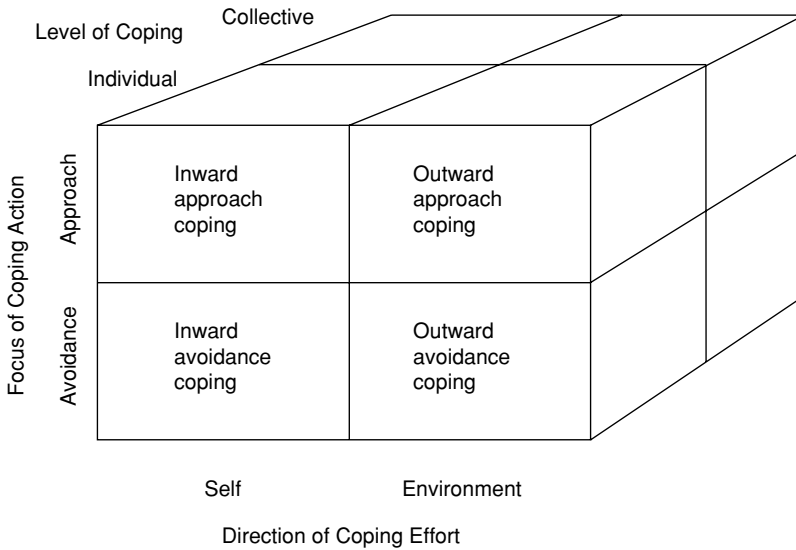 Collective
Level of Coping
Individual
Focus of Coping Action
Approach
Avoidance
Inward
approach
coping
Outward
approach
coping
Inward
avoidance
coping
Outward
avoidance
coping
Self
Environment
Direction of Coping Effort